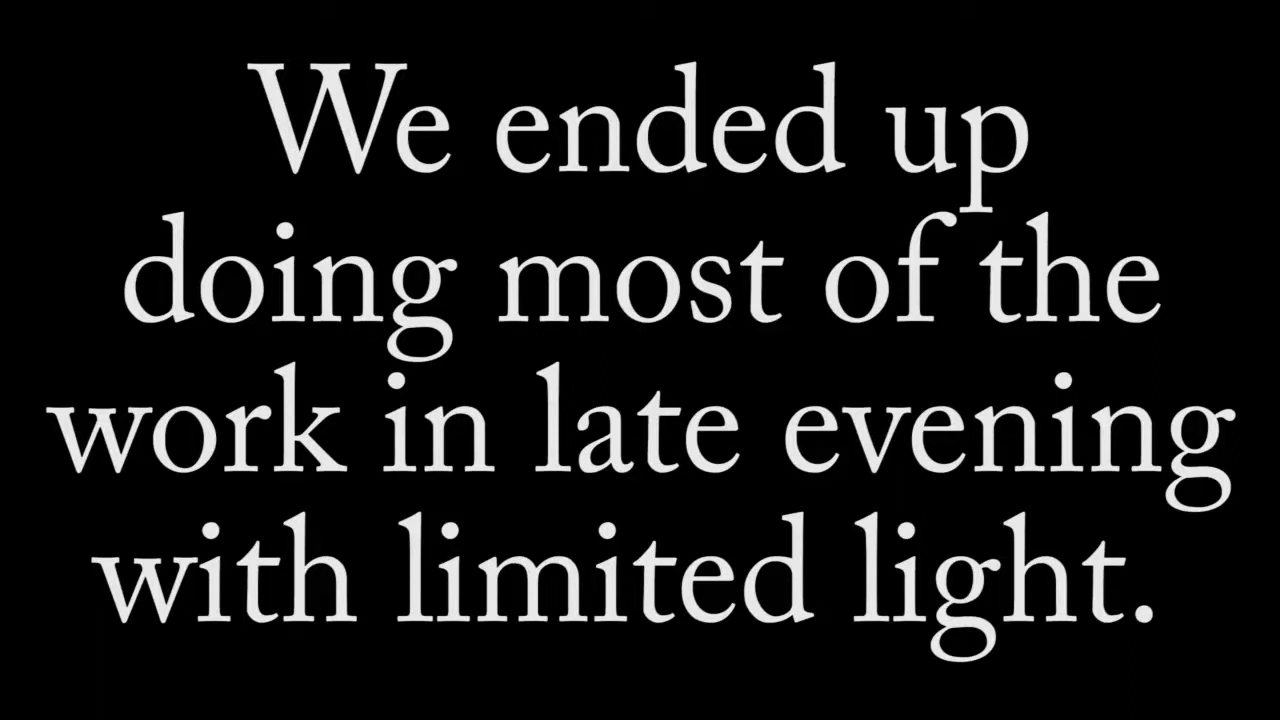 We ended up
doing most of the
work in late evening
with limited light.